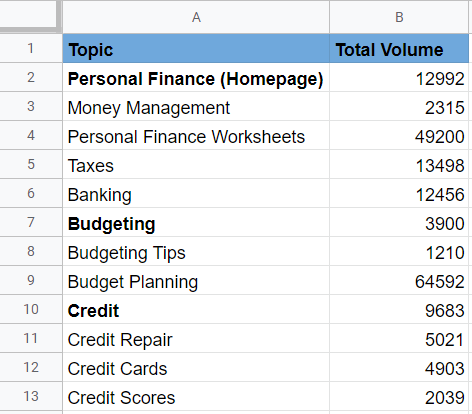 A B
1 Topic Total Volume
2 Personal Finance (Homepage) 12992
3 Money Management 2315
4 Personal Finance Worksheets 49200
5 Taxes 13498
6 Banking 12456
7 Budgeting 3900
8 Budgeting Tips 1210
9 Budget Planning 64592
10 Credit 9683
11 Credit Repair 5021
12 Credit Cards 4903
13 Credit Scores 2039